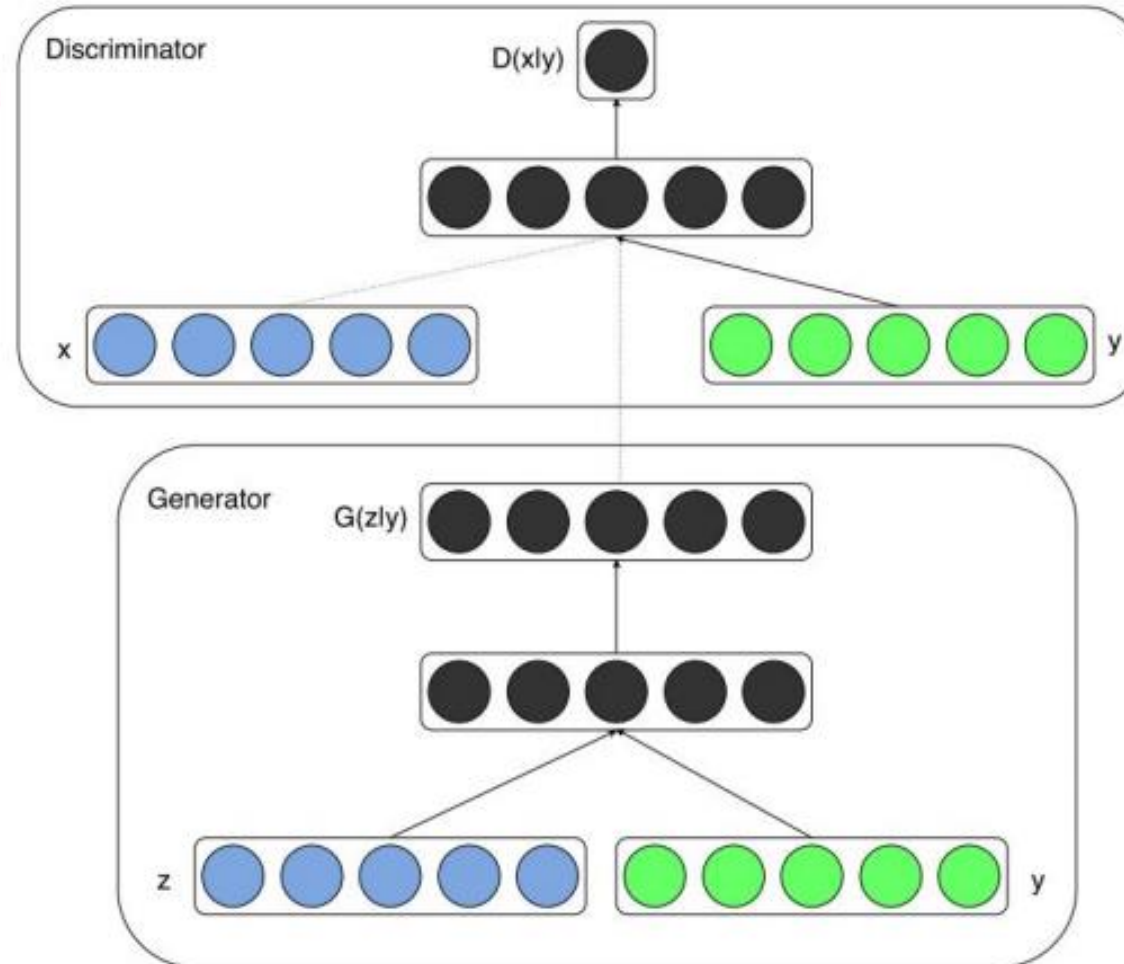 Discriminator
D(x|y)
x
y
Generator
G(z|y)
z
y